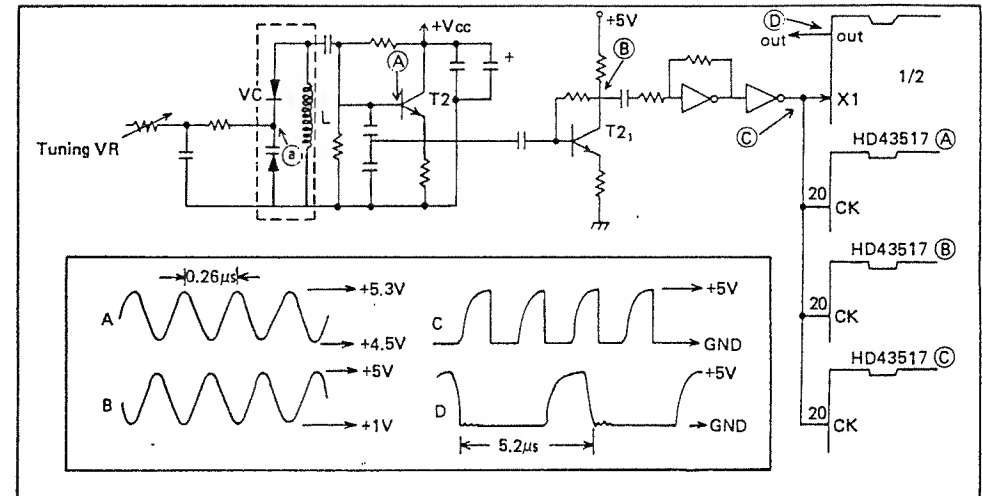 +5V
+Vcc
Ⓓ
out
out
Ⓐ
Ⓑ
+
VC
T2
L
1/2
X1
Tuning VR
ⓐ
T2₁
Ⓒ
HD43517 Ⓐ
20
CK
HD43517 Ⓑ
20
CK
HD43517 Ⓒ
20
CK
0.26μs
A
+5.3V
+4.5V
C
+5V
GND
B
+5V
+1V
D
+5V
GND
5.2μs